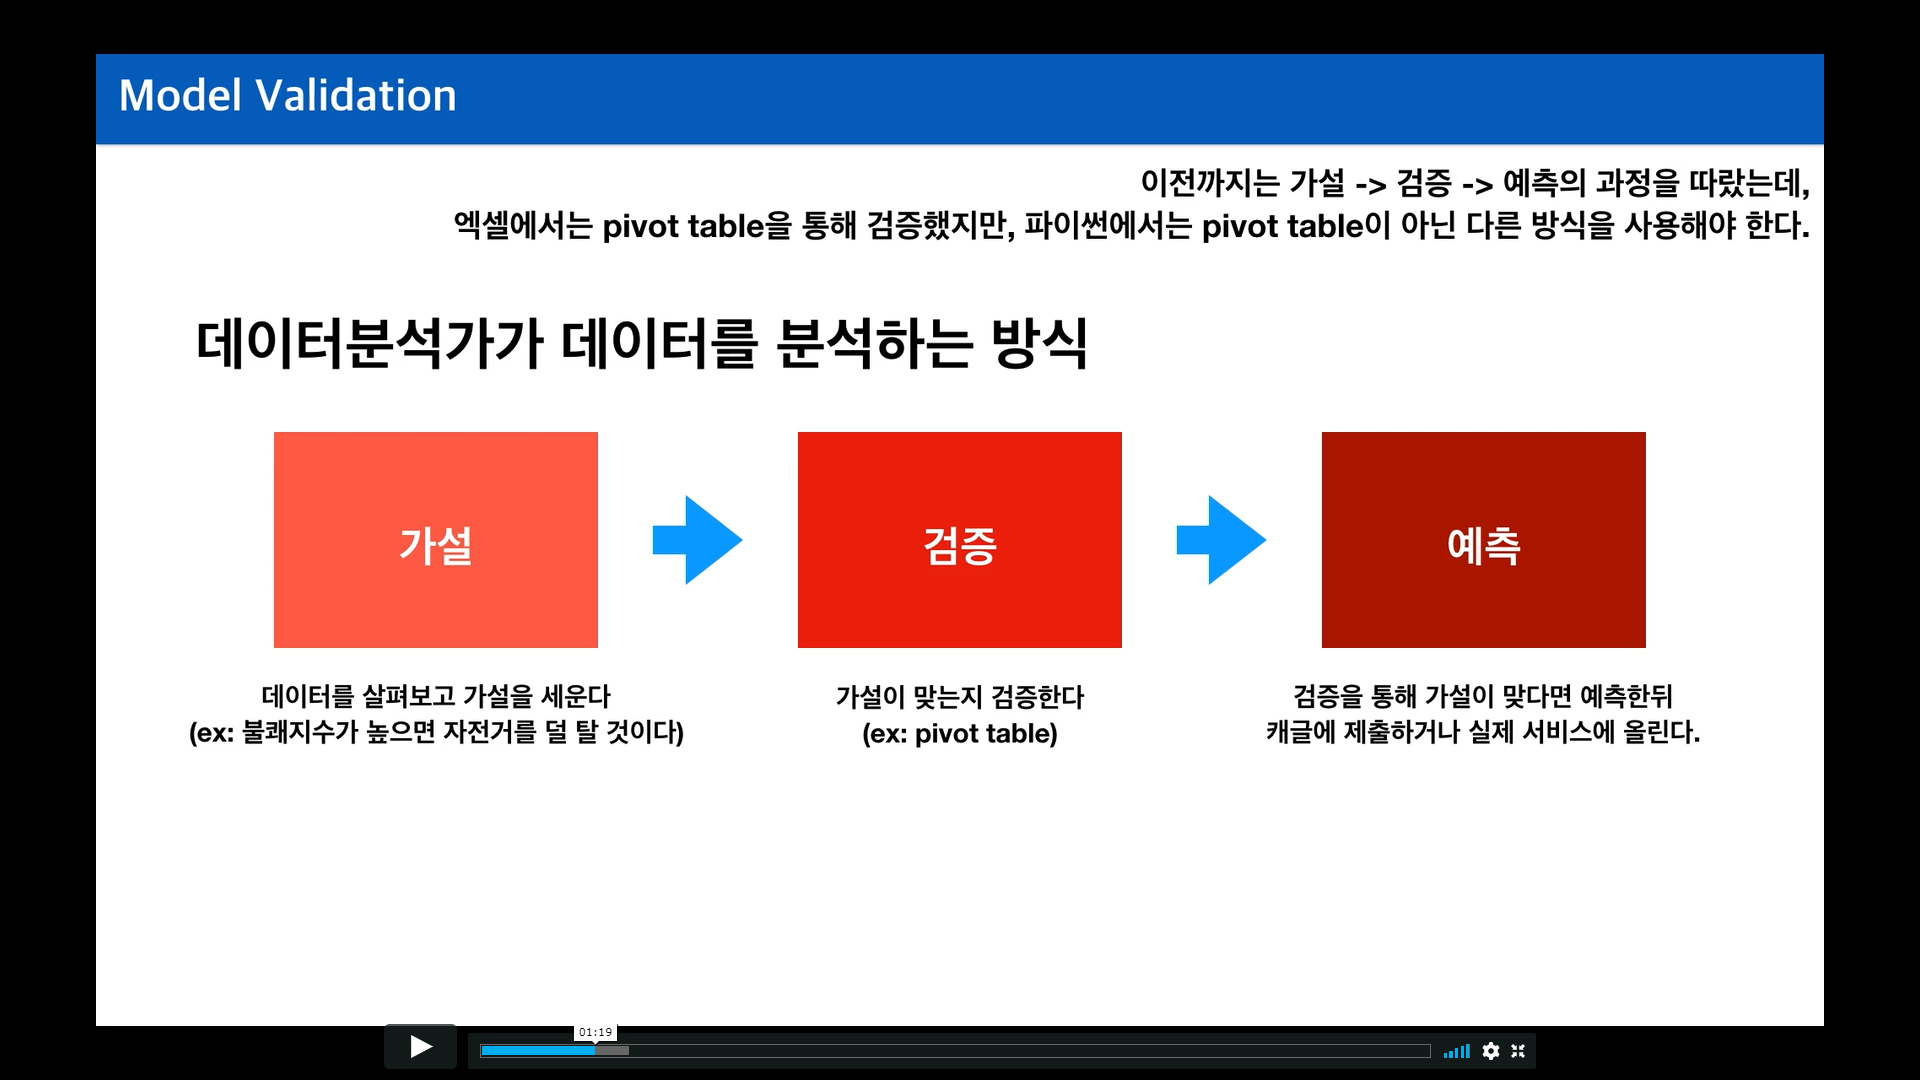 Model Validation
이전까지는 가설 -> 검증 -> 예측의 과정을 따랐는데,
엑셀에서는 pivot table을 통해 검증했지만, 파이썬에서는 pivot table이 아닌 다른 방식을 사용해야 한다.
데이터분석가가 데이터를 분석하는 방식
가설
검증
예측
데이터를 살펴보고 가설을 세운다
(ex: 불쾌지수가 높으면 자전거를 덜 탈 것이다)
가설이 맞는지 검증한다
(ex: pivot table)
검증을 통해 가설이 맞다면 예측한뒤
캐글에 제출하거나 실제 서비스에 올린다.
01:19